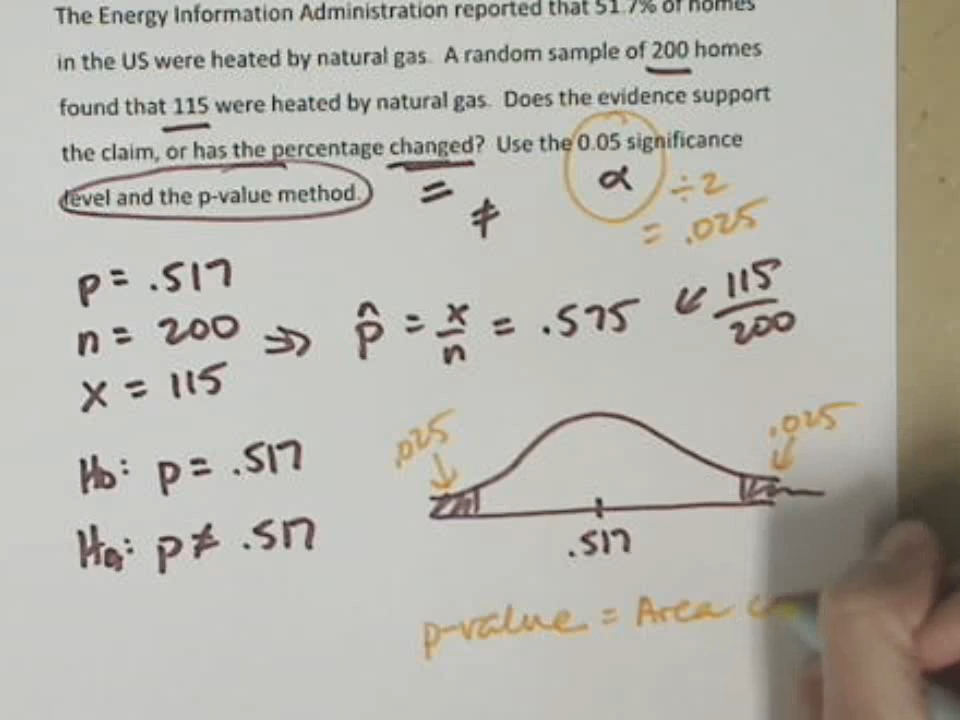 The Energy Information Administration reported that 51.7% of homes
in the US were heated by natural gas. A random sample of 200 homes
found that 115 were heated by natural gas. Does the evidence support
the claim, or has the percentage changed? Use the 0.05 significance
level and the p-value method.
= ≠ α ÷2
= .025
p = .517
n = 200 ⇒ p̂ = x/n = .575 ↙ 115/200
x = 115
.025 .025
H₀: p = .517
.517
Hₐ: p ≠ .517
p-value = Area